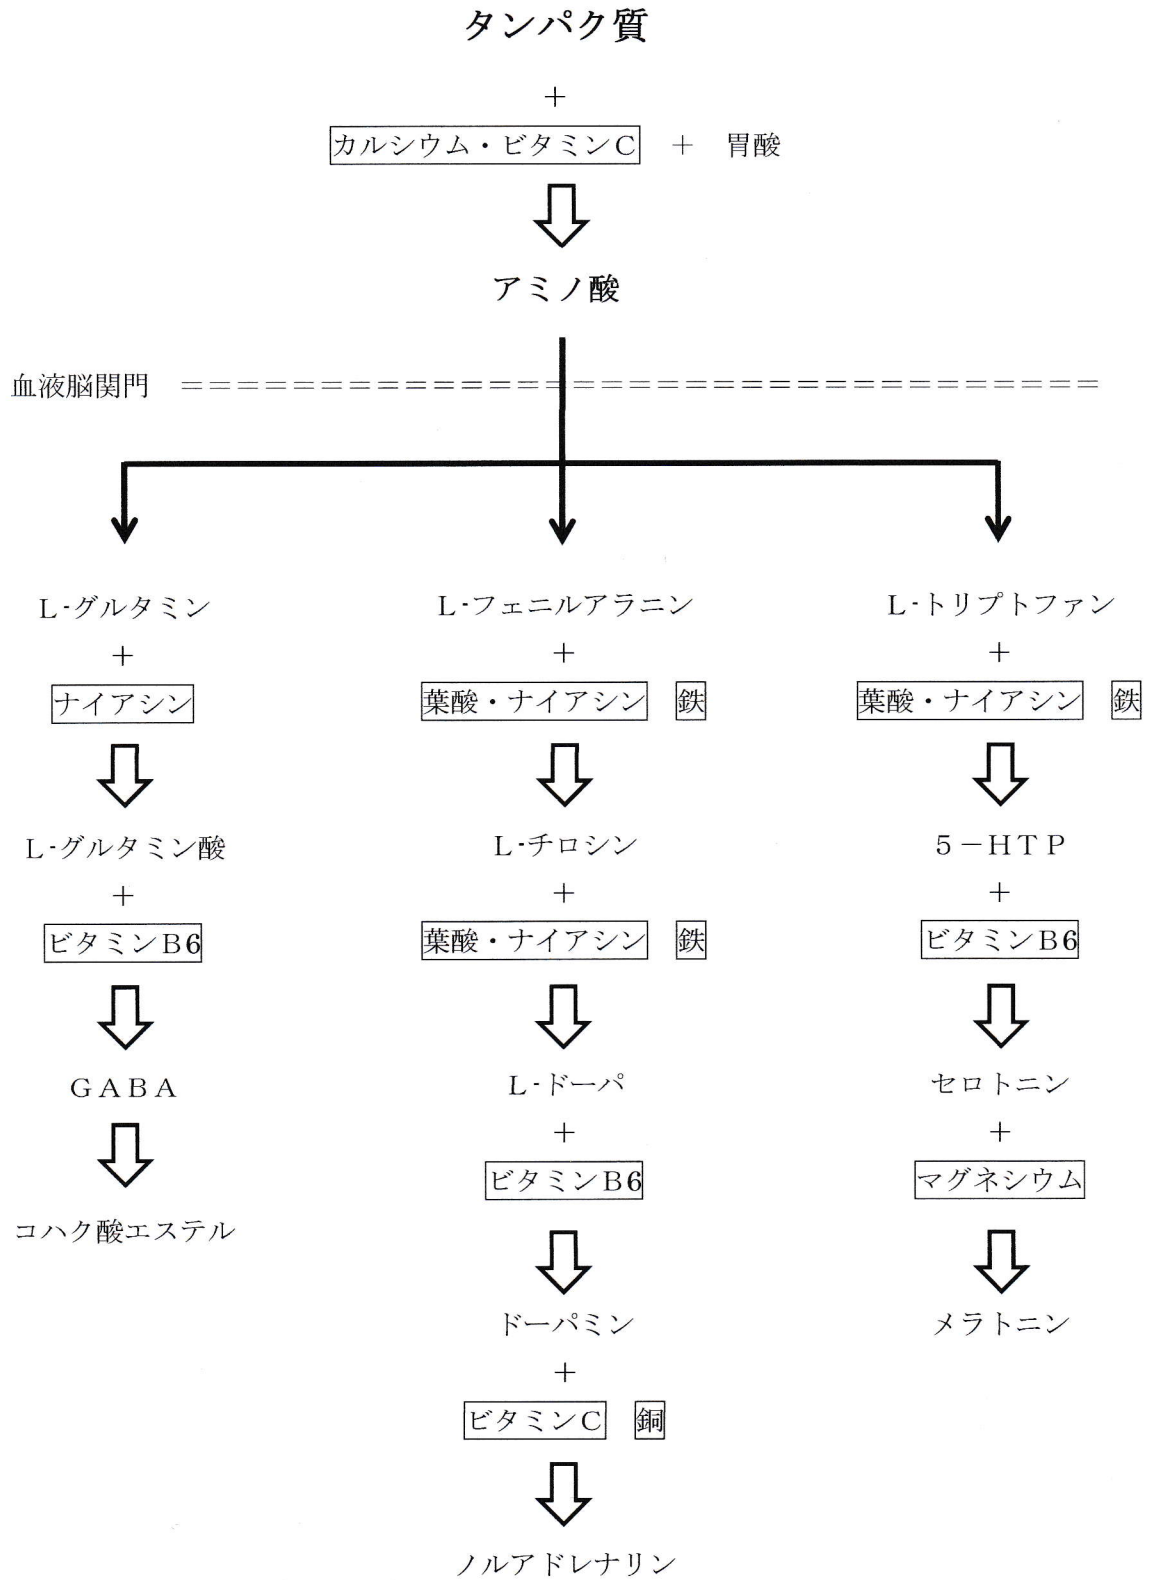 タンパク質
+
カルシウム・ビタミンC + 胃酸
アミノ酸
血液脳関門 =================================
L-グルタミン
+
ナイアシン
L-グルタミン酸
+
ビタミンB6
GABA
コハク酸エステル
L-フェニルアラニン
+
葉酸・ナイアシン 鉄
L-チロシン
+
葉酸・ナイアシン 鉄
L-ドーパ
+
ビタミンB6
ドーパミン
+
ビタミンC 銅
ノルアドレナリン
L-トリプトファン
+
葉酸・ナイアシン 鉄
5-HTP
+
ビタミンB6
セロトニン
+
マグネシウム
メラトニン